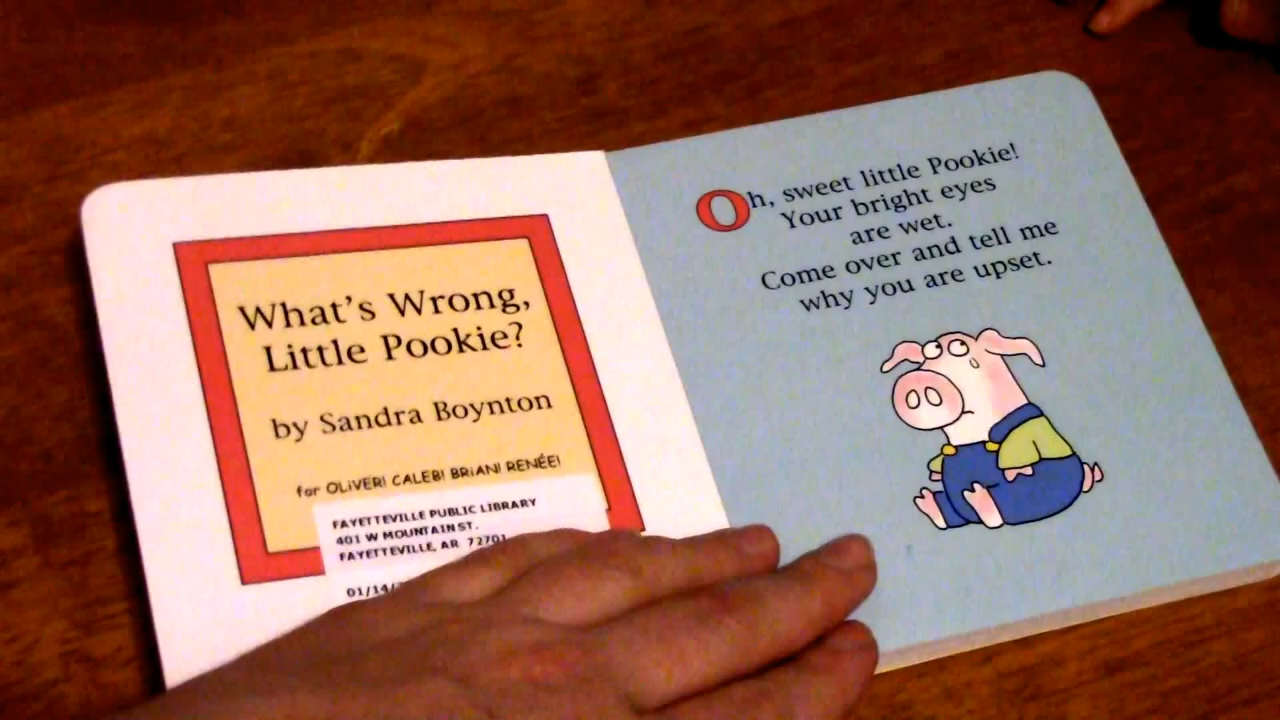 What's Wrong,
Little Pookie?
by Sandra Boynton
for OLiVER! CALEB! BRiAN! RENÉE!
FAYETTEVILLE PUBLIC LIBRARY
401 W MOUNTAIN ST.
FAYETTEVILLE, AR 72701
01/14/
Oh, sweet little Pookie!
Your bright eyes
are wet.
Come over and tell me
why you are upset.